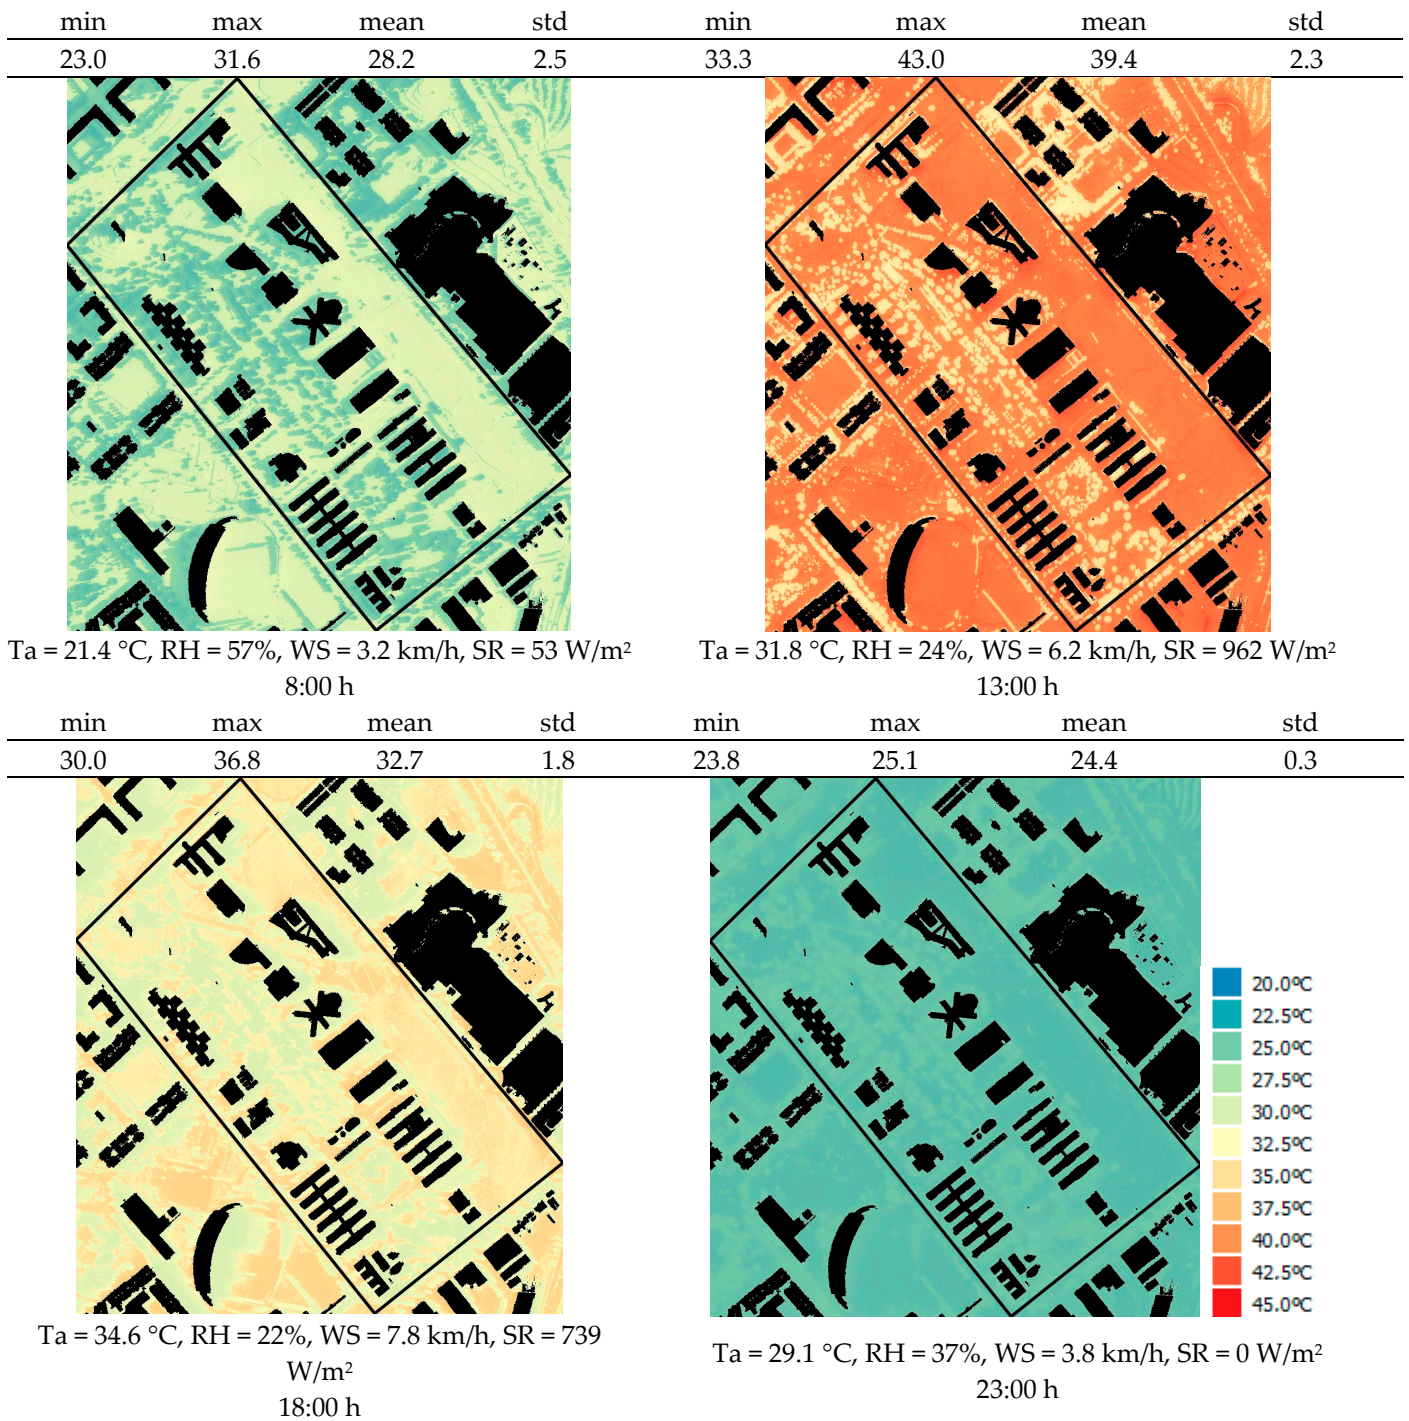 min max mean std min max mean std
23.0 31.6 28.2 2.5 33.3 43.0 39.4 2.3
Ta = 21.4 °C, RH = 57%, WS = 3.2 km/h, SR = 53 W/m²
8:00 h
Ta = 31.8 °C, RH = 24%, WS = 6.2 km/h, SR = 962 W/m²
13:00 h
min max mean std min max mean std
30.0 36.8 32.7 1.8 23.8 25.1 24.4 0.3
20.0ºC
22.5ºC
25.0ºC
27.5ºC
30.0ºC
32.5ºC
35.0ºC
37.5ºC
40.0ºC
42.5ºC
45.0ºC
Ta = 34.6 °C, RH = 22%, WS = 7.8 km/h, SR = 739
W/m²
18:00 h
Ta = 29.1 °C, RH = 37%, WS = 3.8 km/h, SR = 0 W/m²
23:00 h